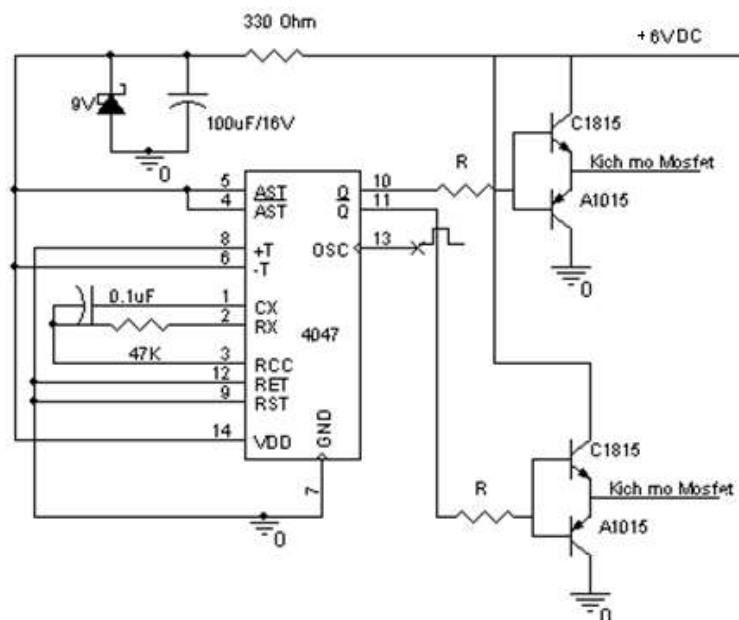 330 Ohm
+6VDC
9V
100uF/16V
0
C1815
R
Kich mo Mosfet
A1015
0
5
AST
4
AST
8
+T
6
-T
0.1uF
1
CX
2
RX
47K
3
RCC
12
RET
9
RST
14
VDD
GND
7
4047
10
Q
11
Q
13
OSC
0
C1815
R
Kich mo Mosfet
A1015
0